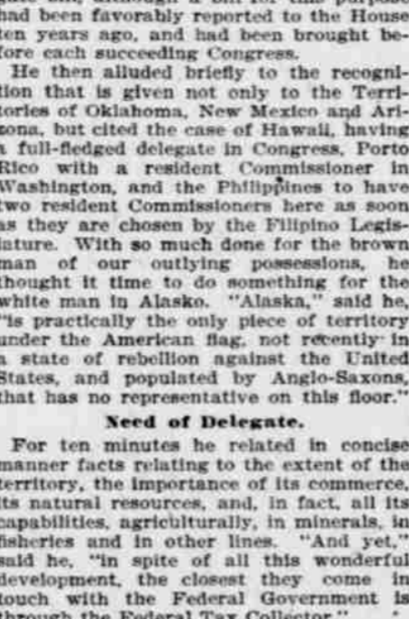 had been favorably reported to the House
ten years ago, and had been brought be-
fore each succeeding Congress.
He then alluded briefly to the recogni-
tion that is given not only to the Terri-
tories of Oklahoma, New Mexico and Ari-
zona, but cited the case of Hawaii, having
a full-fledged delegate in Congress, Porto
Rico with a resident Commissioner in
Washington, and the Philippines to have
two resident Commissioners here as soon
as they are chosen by the Filipino Legis-
lature. With so much done for the brown
man of our outlying possessions, he
thought it time to do something for the
white man in Alasko. "Alaska," said he,
"is practically the only piece of territory
under the American flag, not recently in
a state of rebellion against the United
States, and populated by Anglo-Saxons,
that has no representative on this floor."
Need of Delegate.
For ten minutes he related in concise
manner facts relating to the extent of the
territory, the importance of its commerce,
its natural resources, and, in fact, all its
capabilities, agriculturally, in minerals, in
fisheries and in other lines. "And yet,"
said he, "in spite of all this wonderful
development, the closest they come in
touch with the Federal Government is
through the Federal Tax Collector."